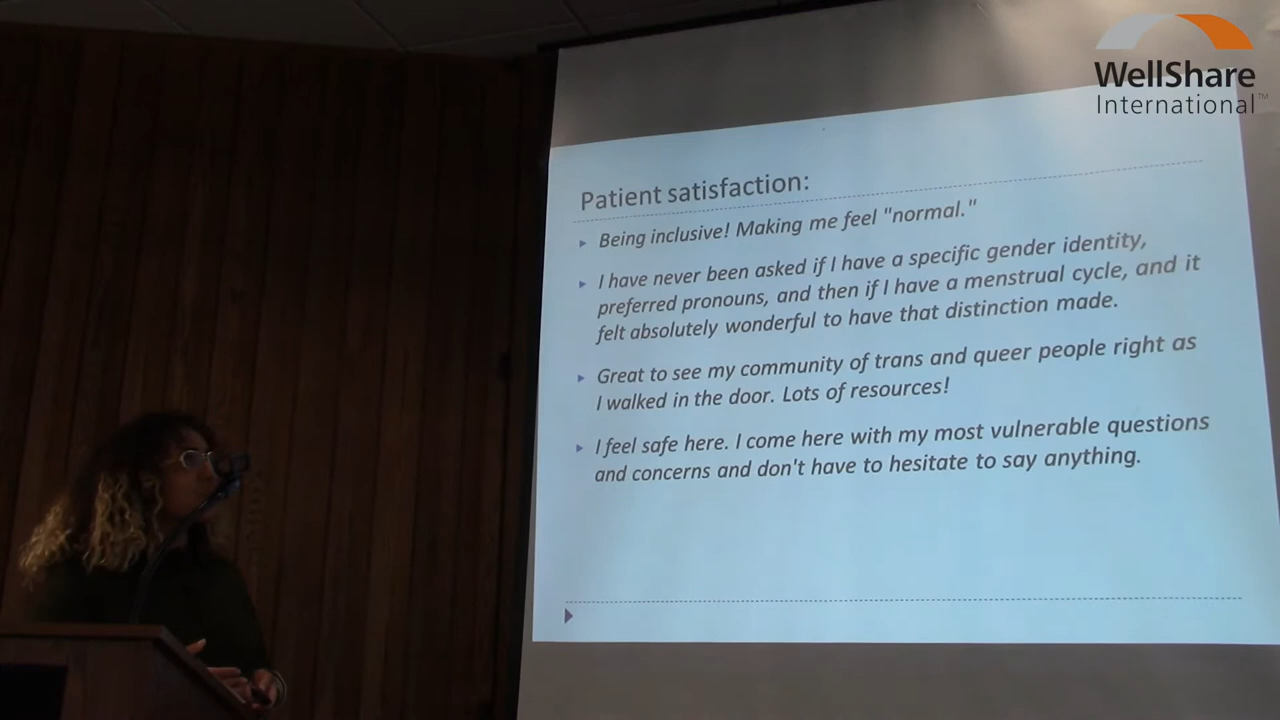 WellShare
International™
Patient satisfaction:
Being inclusive! Making me feel "normal."
I have never been asked if I have a specific gender identity,
preferred pronouns, and then if I have a menstrual cycle, and it
felt absolutely wonderful to have that distinction made.
Great to see my community of trans and queer people right as
I walked in the door. Lots of resources!
I feel safe here. I come here with my most vulnerable questions
and concerns and don't have to hesitate to say anything.